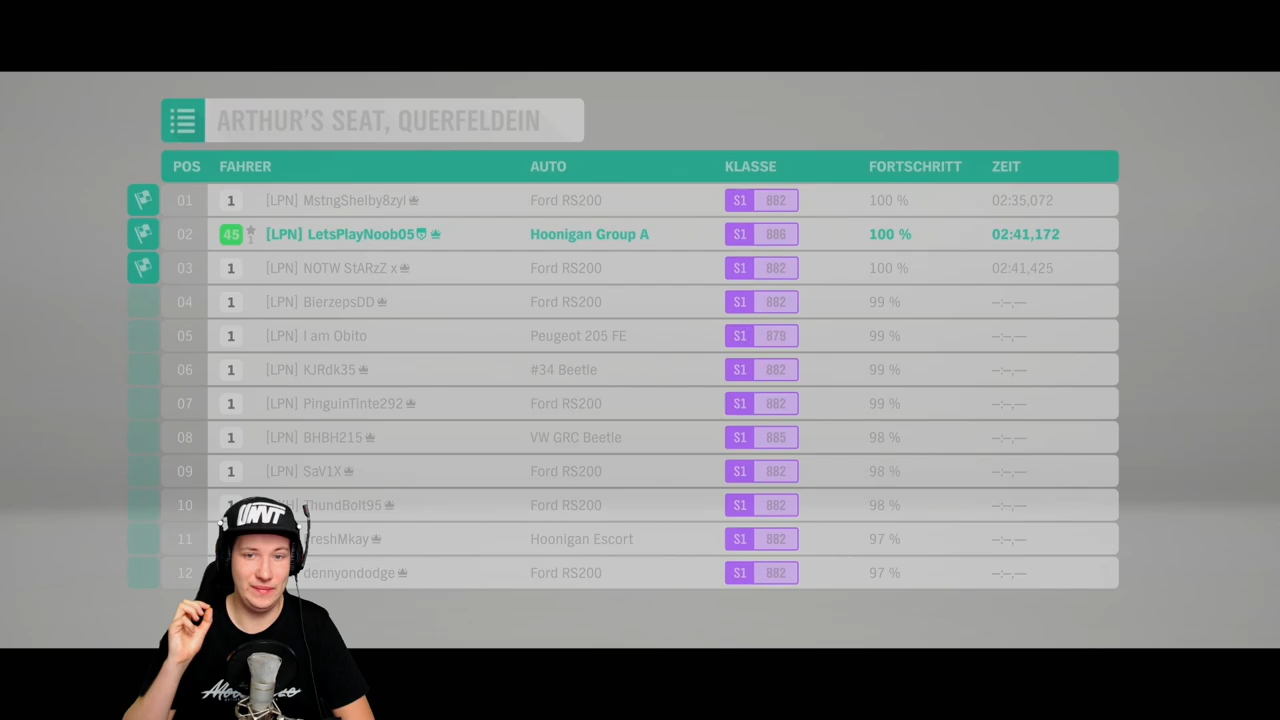 ARTHUR'S SEAT, QUERFELDEIN
POS FAHRER AUTO KLASSE FORTSCHRITT ZEIT
01 1 [LPN] MstngShelby8zyl Ford RS200 S1 882 100 % 02:35,072
02 45 1 [LPN] LetsPlayNoob05 Hoonigan Group A S1 886 100 % 02:41,172
03 1 [LPN] NOTW StARzZ x Ford RS200 S1 882 100 % 02:41,425
04 1 [LPN] BierzepsDD Ford RS200 S1 882 99 % --:--,---
05 1 [LPN] I am Obito Peugeot 205 FE S1 879 99 % --:--,---
06 1 [LPN] KJRdk35 #34 Beetle S1 882 99 % --:--,---
07 1 [LPN] PinguinTinte292 Ford RS200 S1 882 99 % --:--,---
08 1 [LPN] BHBH215 VW GRC Beetle S1 885 98 % --:--,---
09 1 [LPN] SaV1X Ford RS200 S1 882 98 % --:--,---
10 ThundBolt95 Ford RS200 S1 882 98 % --:--,---
11 reshMkay Hoonigan Escort S1 882 97 % --:--,---
12 dennyondodge Ford RS200 S1 882 97 % --:--,---
UNVT